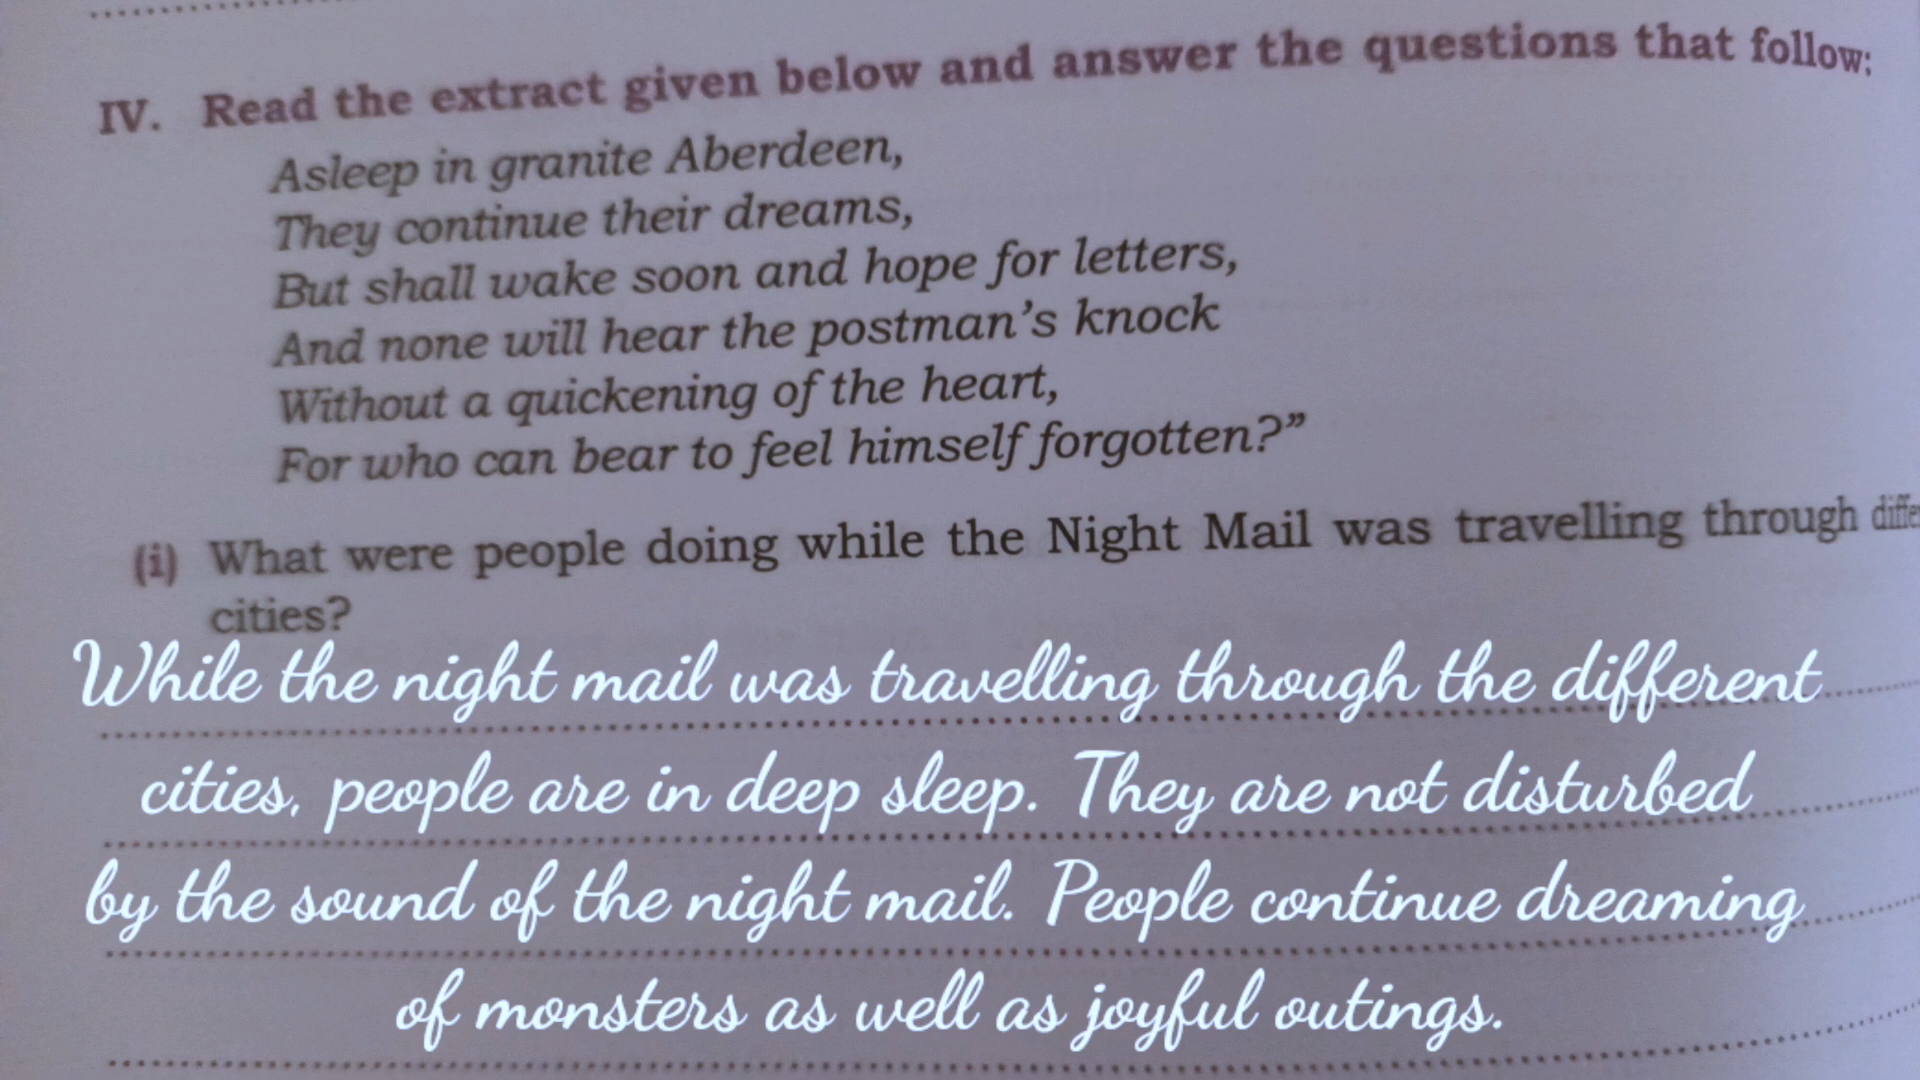 IV. Read the extract given below and answer the questions that follow:
Asleep in granite Aberdeen,
They continue their dreams,
But shall wake soon and hope for letters,
And none will hear the postman's knock
Without a quickening of the heart,
For who can bear to feel himself forgotten?"
(i) What were people doing while the Night Mail was travelling through
cities?
While the night mail was travelling through the different
cities, people are in deep sleep. They are not disturbed
by the sound of the night mail. People continue dreaming
of monsters as well as joyful outings.